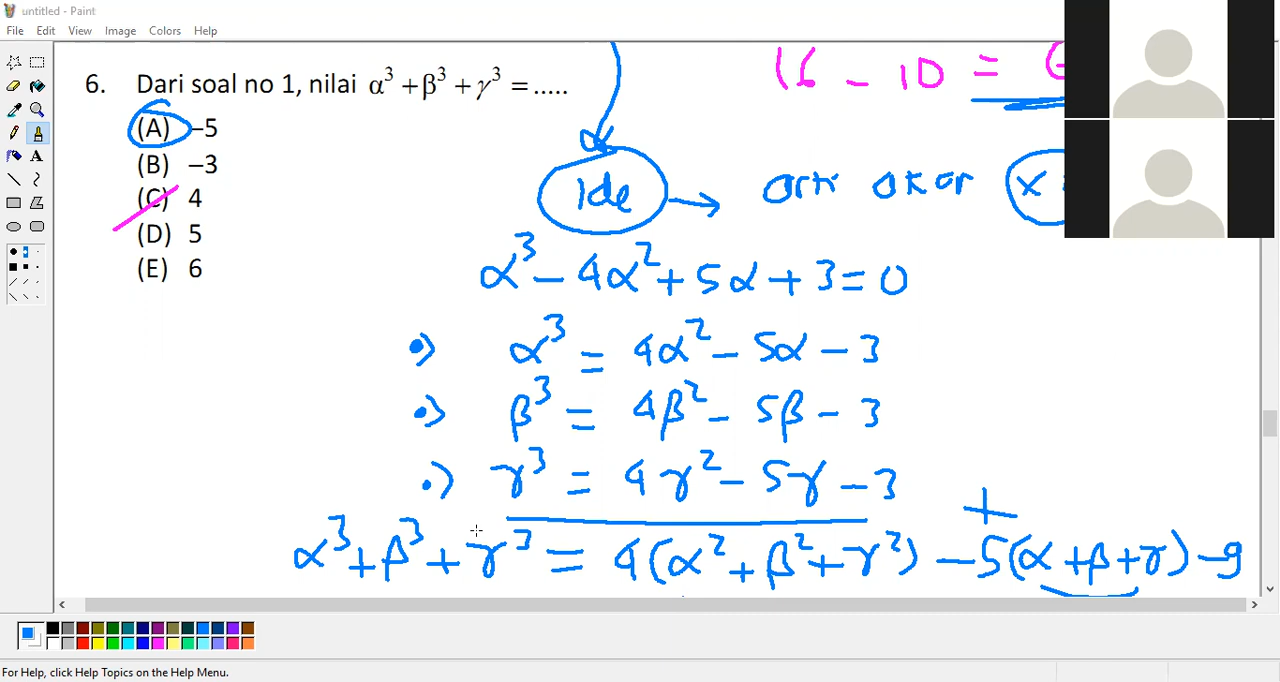 untitled - Paint
File Edit View Image Colors Help
16 - 10 =
6. Dari soal no 1, nilai α³ + β³ + γ³ = .....
(A) -5
(B) -3
(C) 4
(D) 5
(E) 6
Ide → arti akar x
α³ - 4α² + 5α + 3 = 0
•) α³ = 4α² - 5α - 3
•) β³ = 4β² - 5β - 3
•) γ³ = 4γ² - 5γ - 3
+
α³ + β³ + γ³ = 4(α² + β² + γ²) - 5(α + β + γ) - 9
For Help, click Help Topics on the Help Menu.